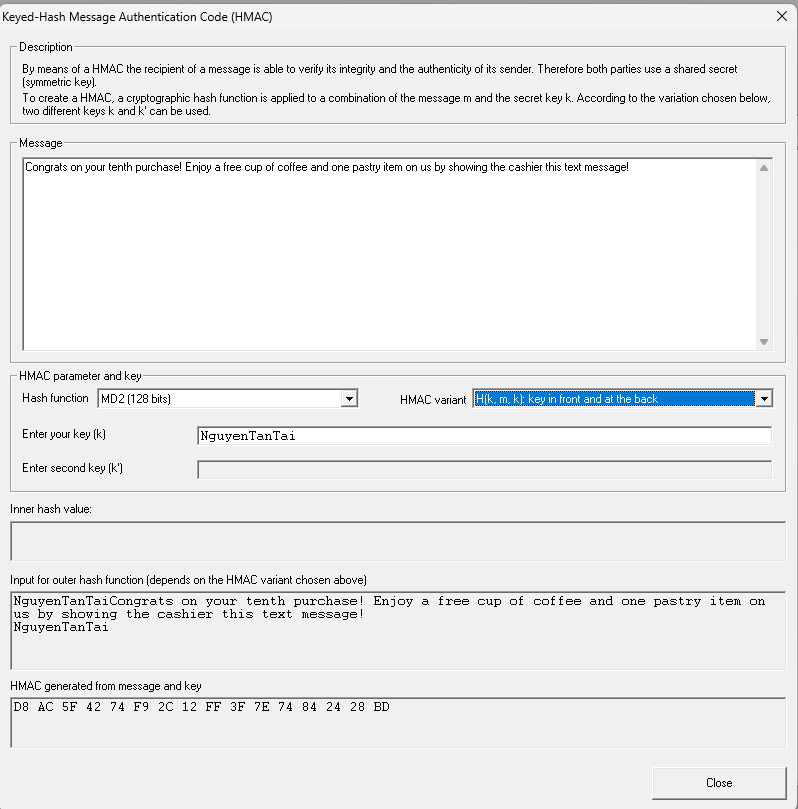 Keyed-Hash Message Authentication Code (HMAC)
Description
By means of a HMAC the recipient of a message is able to verify its integrity and the authenticity of its sender. Therefore both parties use a shared secret
(symmetric key).
To create a HMAC, a cryptographic hash function is applied to a combination of the message m and the secret key k. According to the variation chosen below,
two different keys k and k' can be used.
Message
Congrats on your tenth purchase! Enjoy a free cup of coffee and one pastry item on us by showing the cashier this text message!
HMAC parameter and key
Hash function MD2 (128 bits) HMAC variant H(k, m, k): key in front and at the back
Enter your key (k) NguyenTanTai
Enter second key (k')
Inner hash value:
Input for outer hash function (depends on the HMAC variant chosen above)
NguyenTanTaiCongrats on your tenth purchase! Enjoy a free cup of coffee and one pastry item on
us by showing the cashier this text message!
NguyenTanTai
HMAC generated from message and key
D8 AC 5F 42 74 F9 2C 12 FF 3F 7E 74 84 24 28 BD
Close